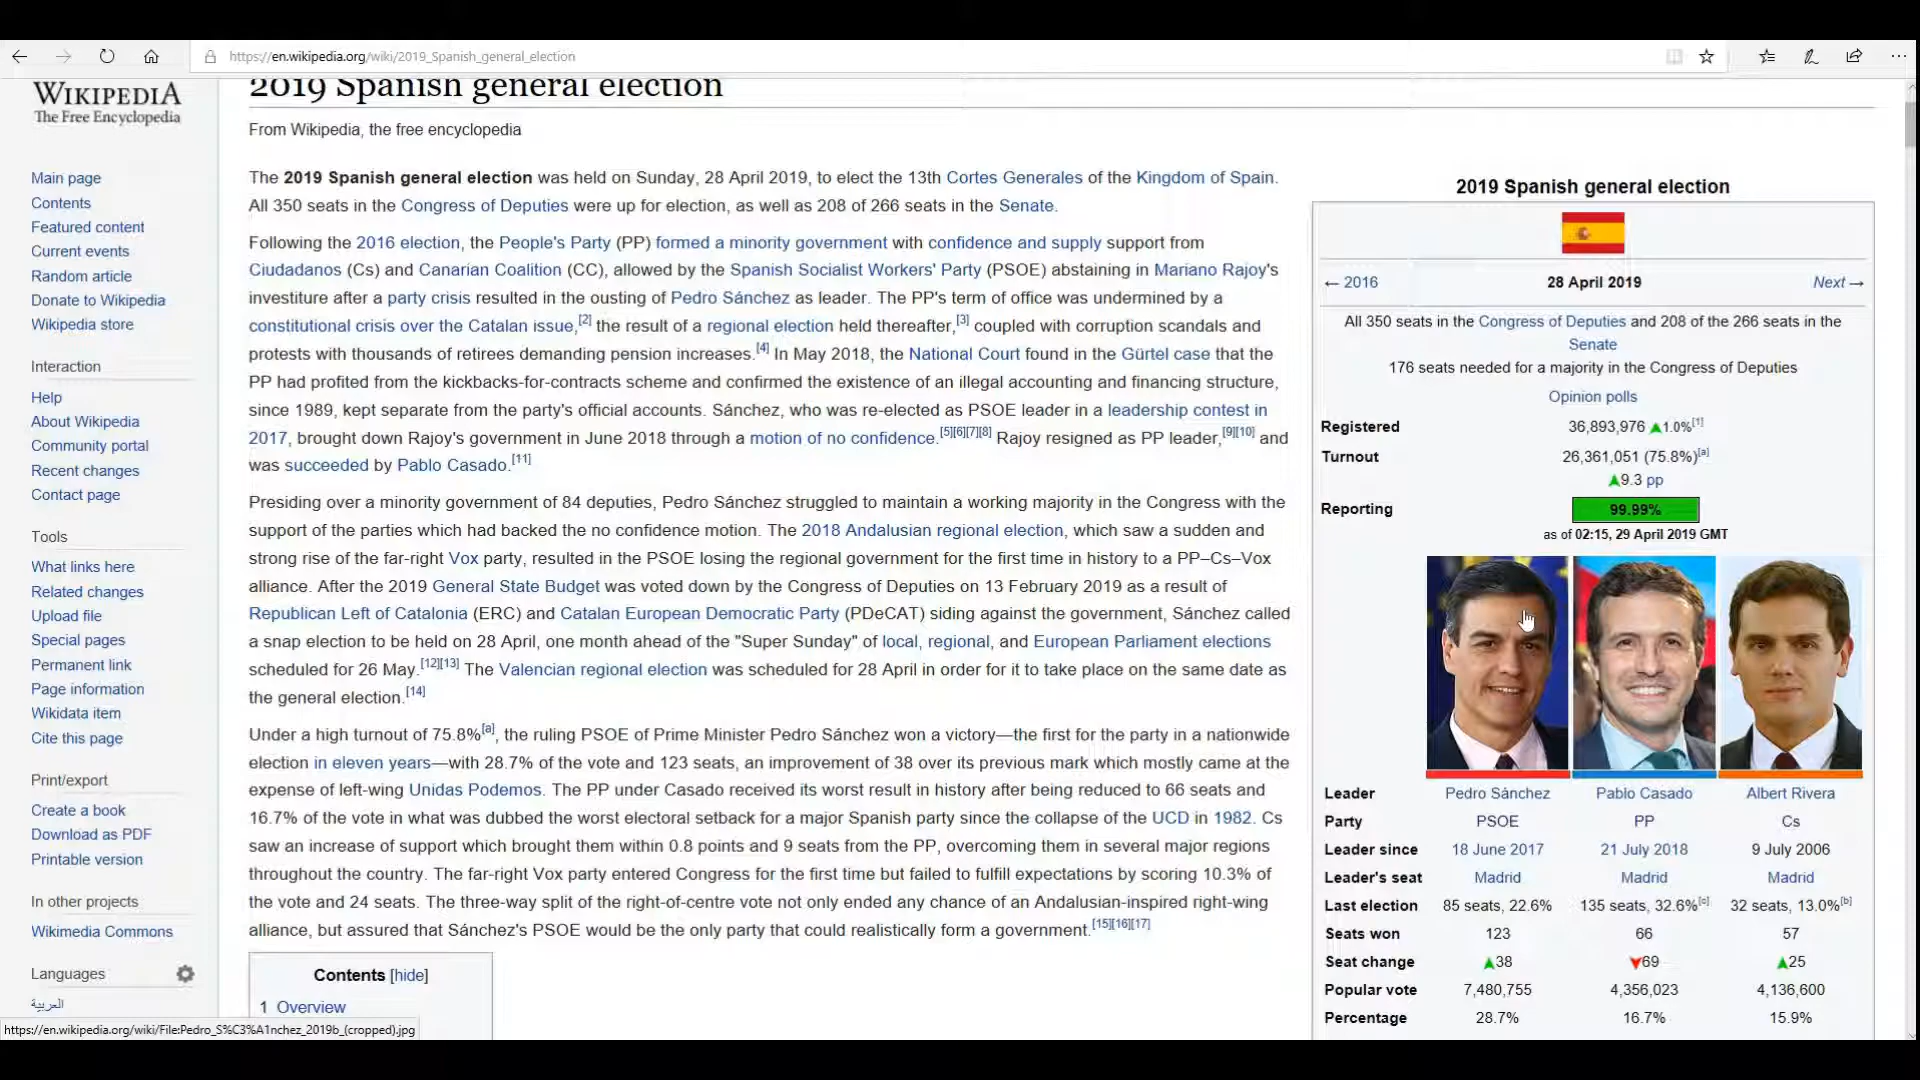 https://en.wikipedia.org/wiki/2019_Spanish_general_election
WIKIPEDIA
The Free Encyclopedia
Main page
Contents
Featured content
Current events
Random article
Donate to Wikipedia
Wikipedia store
Interaction
Help
About Wikipedia
Community portal
Recent changes
Contact page
Tools
What links here
Related changes
Upload file
Special pages
Permanent link
Page information
Wikidata item
Cite this page
Print/export
Create a book
Download as PDF
Printable version
In other projects
Wikimedia Commons
Languages
العربية
https://en.wikipedia.org/wiki/File:Pedro_S%C3%A1nchez_2019b_(cropped).jpg
2019 Spanish general election
From Wikipedia, the free encyclopedia
The 2019 Spanish general election was held on Sunday, 28 April 2019, to elect the 13th Cortes Generales of the Kingdom of Spain.
All 350 seats in the Congress of Deputies were up for election, as well as 208 of 266 seats in the Senate.
Following the 2016 election, the People's Party (PP) formed a minority government with confidence and supply support from
Ciudadanos (Cs) and Canarian Coalition (CC), allowed by the Spanish Socialist Workers' Party (PSOE) abstaining in Mariano Rajoy's
investiture after a party crisis resulted in the ousting of Pedro Sánchez as leader. The PP's term of office was undermined by a
constitutional crisis over the Catalan issue,[2] the result of a regional election held thereafter,[3] coupled with corruption scandals and
protests with thousands of retirees demanding pension increases.[4] In May 2018, the National Court found in the Gürtel case that the
PP had profited from the kickbacks-for-contracts scheme and confirmed the existence of an illegal accounting and financing structure,
since 1989, kept separate from the party's official accounts. Sánchez, who was re-elected as PSOE leader in a leadership contest in
2017, brought down Rajoy's government in June 2018 through a motion of no confidence.[5][6][7][8] Rajoy resigned as PP leader,[9][10] and
was succeeded by Pablo Casado.[11]
Presiding over a minority government of 84 deputies, Pedro Sánchez struggled to maintain a working majority in the Congress with the
support of the parties which had backed the no confidence motion. The 2018 Andalusian regional election, which saw a sudden and
strong rise of the far-right Vox party, resulted in the PSOE losing the regional government for the first time in history to a PP–Cs–Vox
alliance. After the 2019 General State Budget was voted down by the Congress of Deputies on 13 February 2019 as a result of
Republican Left of Catalonia (ERC) and Catalan European Democratic Party (PDeCAT) siding against the government, Sánchez called
a snap election to be held on 28 April, one month ahead of the "Super Sunday" of local, regional, and European Parliament elections
scheduled for 26 May.[12][13] The Valencian regional election was scheduled for 28 April in order for it to take place on the same date as
the general election.[14]
Under a high turnout of 75.8%[a], the ruling PSOE of Prime Minister Pedro Sánchez won a victory—the first for the party in a nationwide
election in eleven years—with 28.7% of the vote and 123 seats, an improvement of 38 over its previous mark which mostly came at the
expense of left-wing Unidas Podemos. The PP under Casado received its worst result in history after being reduced to 66 seats and
16.7% of the vote in what was dubbed the worst electoral setback for a major Spanish party since the collapse of the UCD in 1982. Cs
saw an increase of support which brought them within 0.8 points and 9 seats from the PP, overcoming them in several major regions
throughout the country. The far-right Vox party entered Congress for the first time but failed to fulfill expectations by scoring 10.3% of
the vote and 24 seats. The three-way split of the right-of-centre vote not only ended any chance of an Andalusian-inspired right-wing
alliance, but assured that Sánchez's PSOE would be the only party that could realistically form a government.[15][16][17]
Contents [hide]
1 Overview
2019 Spanish general election
← 2016 28 April 2019 Next →
All 350 seats in the Congress of Deputies and 208 of the 266 seats in the
Senate
176 seats needed for a majority in the Congress of Deputies
Opinion polls
Registered 36,893,976 ▲1.0%[1]
Turnout 26,361,051 (75.8%)[a]
▲9.3 pp
Reporting 99.99%
as of 02:15, 29 April 2019 GMT
Leader Pedro Sánchez Pablo Casado Albert Rivera
Party PSOE PP Cs
Leader since 18 June 2017 21 July 2018 9 July 2006
Leader's seat Madrid Madrid Madrid
Last election 85 seats, 22.6% 135 seats, 32.6%[c] 32 seats, 13.0%[b]
Seats won 123 66 57
Seat change ▲38 ▼69 ▲25
Popular vote 7,480,755 4,356,023 4,136,600
Percentage 28.7% 16.7% 15.9%